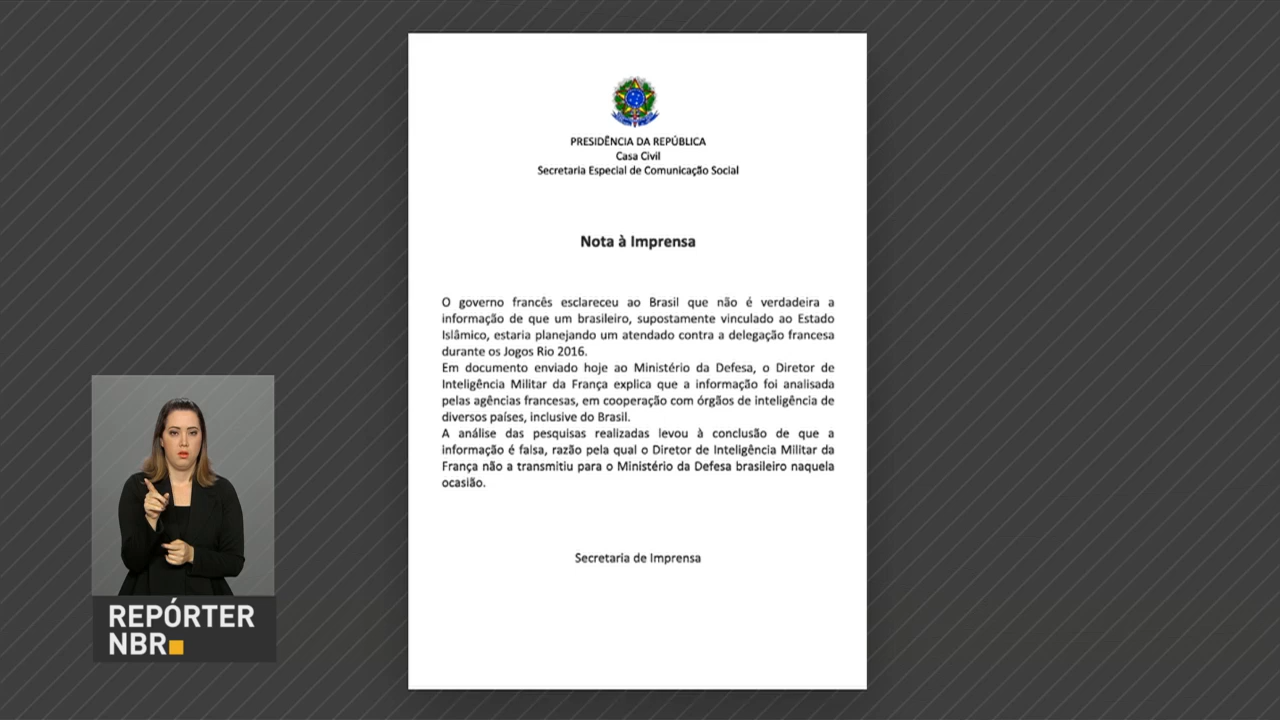 PRESIDÊNCIA DA REPÚBLICA
Casa Civil
Secretaria Especial de Comunicação Social
Nota à Imprensa
O governo francês esclareceu ao Brasil que não é verdadeira a
informação de que um brasileiro, supostamente vinculado ao Estado
Islâmico, estaria planejando um atendado contra a delegação francesa
durante os Jogos Rio 2016.
Em documento enviado hoje ao Ministério da Defesa, o Diretor de
Inteligência Militar da França explica que a informação foi analisada
pelas agências francesas, em cooperação com órgãos de inteligência de
diversos países, inclusive do Brasil.
A análise das pesquisas realizadas levou à conclusão de que a
informação é falsa, razão pela qual o Diretor de Inteligência Militar da
França não a transmitiu para o Ministério da Defesa brasileiro naquela
ocasião.
Secretaria de Imprensa
REPÓRTER
NBR